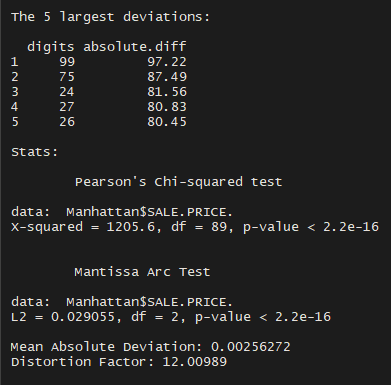 The 5 largest deviations:
digits absolute.diff
1 99 97.22
2 75 87.49
3 24 81.56
4 27 80.83
5 26 80.45
Stats:
Pearson's Chi-squared test
data: Manhattan$SALE.PRICE.
X-squared = 1205.6, df = 89, p-value < 2.2e-16
Mantissa Arc Test
data: Manhattan$SALE.PRICE.
L2 = 0.029055, df = 2, p-value < 2.2e-16
Mean Absolute Deviation: 0.00256272
Distortion Factor: 12.00989